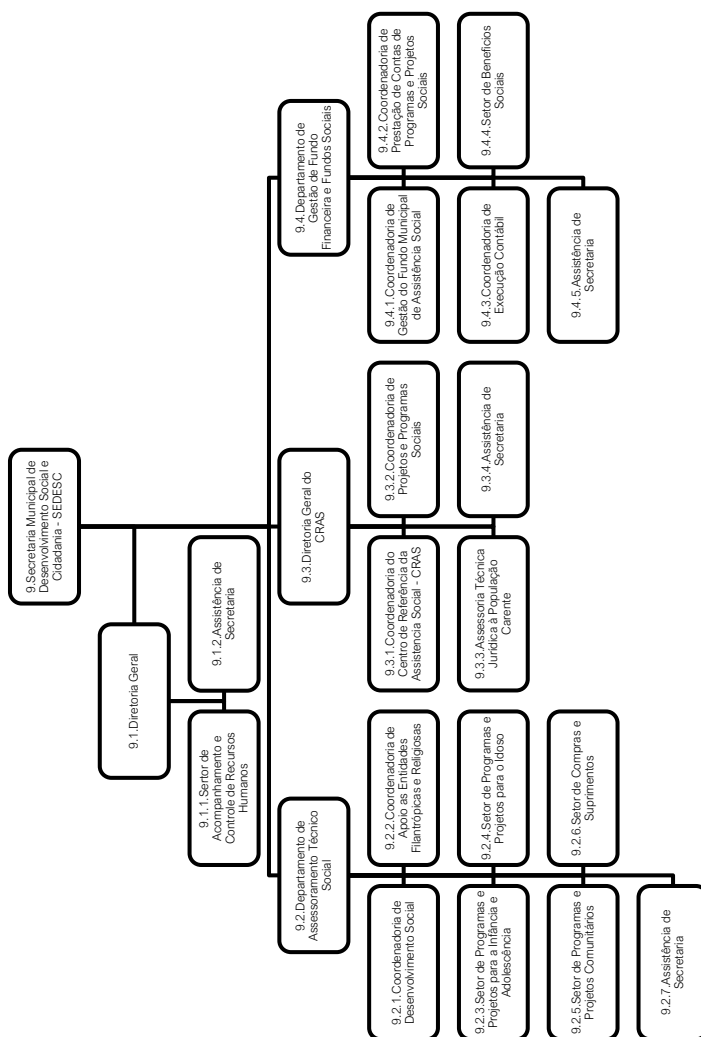 9.Secretaria Municipal de
Desenvolvimento Social e
Cidadania - SEDESC
9.1.Diretoria Geral
9.1.1.Sertor de
Acompanhamento e
Controle de Recursos
Humanos
9.1.2.Assistência de
Secretaria
9.2.Departamento de
Assessoramento Técnico
Social
9.2.1.Coordenadoria de
Desenvolvimento Social
9.2.2.Coordenadoria de
Apoio as Entidades
Filantrópicas e Religiosas
9.2.3.Setor de Programas e
Projetos para a Infância e
Adolescência
9.2.4.Setor de Programas e
Projetos para o Idoso
9.2.5.Setor de Programas e
Projetos Comunitários
9.2.6.Setor de Compras e
Suprimentos
9.2.7.Assistência de
Secretaria
9.3.Diretoria Geral do
CRAS
9.3.1.Coordenadoria do
Centro de Referência da
Assistencia Social - CRAS
9.3.2.Coordenadoria de
Projetos e Programas
Sociais
9.3.3.Assessoria Técnica
Jurídica à População
Carente
9.3.4.Assistência de
Secretaria
9.4.Departamento de
Gestão de Fundo
Financeira e Fundos Sociais
9.4.1.Coordenadoria de
Gestão do Fundo Municipal
de Assistência Social
9.4.2.Coordenadoria de
Prestação de Contas de
Programas e Projetos
Sociais
9.4.3.Coordenadoria de
Execução Contábil
9.4.4.Setor de Benefícios
Sociais
9.4.5.Assistência de
Secretaria